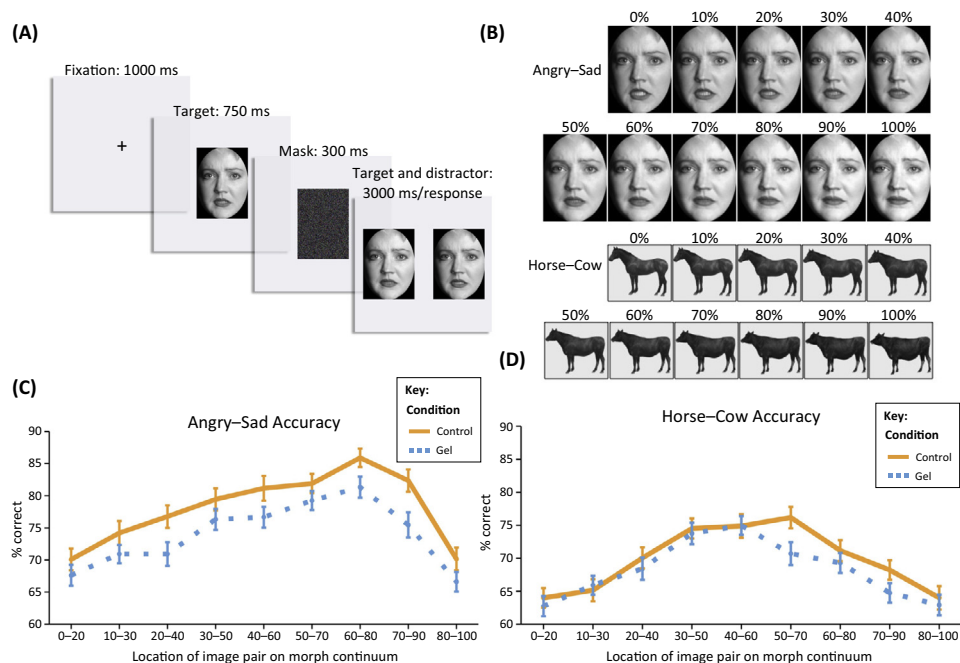 (A)
Fixation: 1000 ms
+
Target: 750 ms
Mask: 300 ms
Target and distractor:
3000 ms/response
(B)
0% 10% 20% 30% 40%
Angry–Sad
50% 60% 70% 80% 90% 100%
0% 10% 20% 30% 40%
Horse–Cow
50% 60% 70% 80% 90% 100%
(C)
Angry–Sad Accuracy
Key:
Condition
Control
Gel
% correct
90
85
80
75
70
65
60
0–20 10–30 20–40 30–50 40–60 50–70 60–80 70–90 80–100
Location of image pair on morph continuum
(D)
Horse–Cow Accuracy
Key:
Condition
Control
Gel
% correct
90
85
80
75
70
65
60
0–20 10–30 20–40 30–50 40–60 50–70 60–80 70–90 80–100
Location of image pair on morph continuum